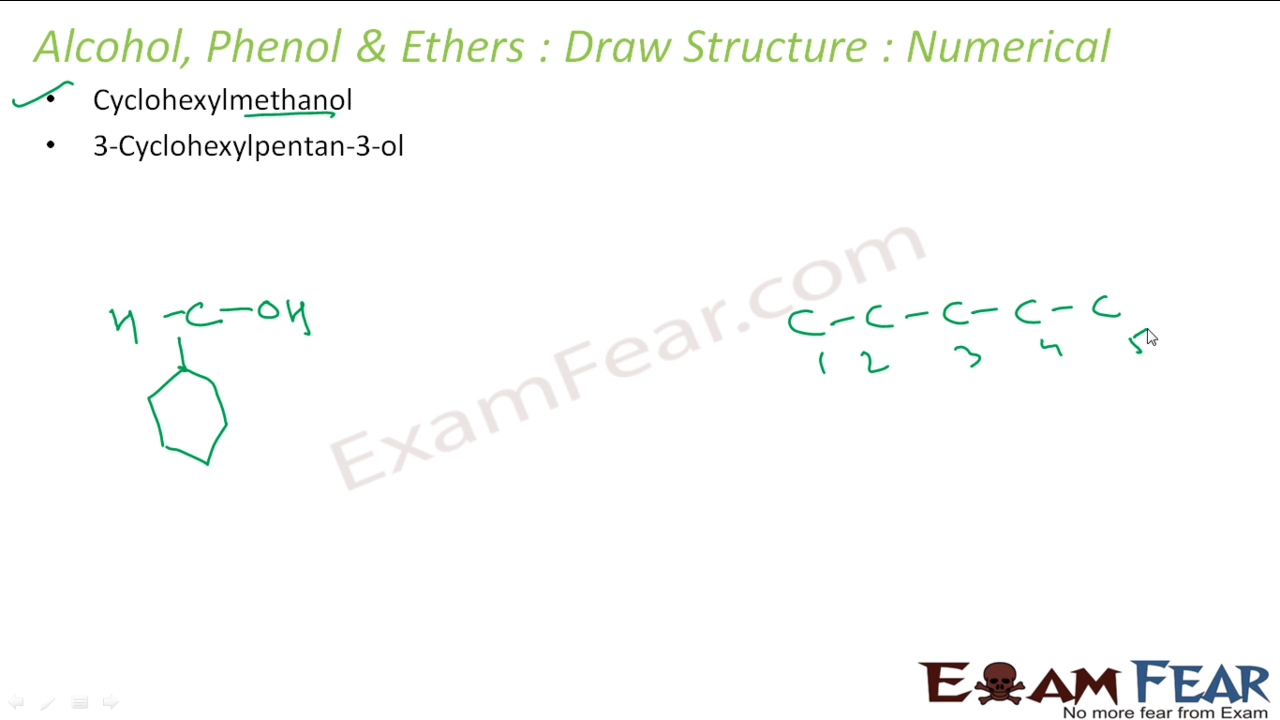 Alcohol, Phenol & Ethers : Draw Structure : Numerical
• Cyclohexylmethanol
• 3-Cyclohexylpentan-3-ol
ExamFear.com
H - C - OH
C - C - C - C - C
1 2 3 4 5
EXAM FEAR
No more fear from Exam